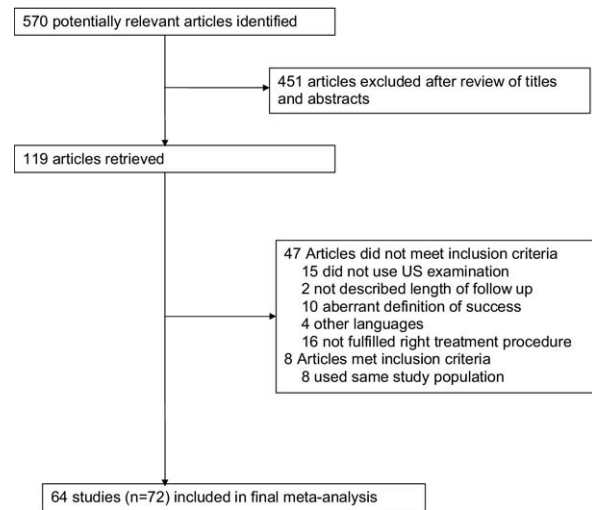 570 potentially relevant articles identified
451 articles excluded after review of titles
and abstracts
119 articles retrieved
47 Articles did not meet inclusion criteria
15 did not use US examination
2 not described length of follow up
10 aberrant definition of success
4 other languages
16 not fulfilled right treatment procedure
8 Articles met inclusion criteria
8 used same study population
64 studies (n=72) included in final meta-analysis